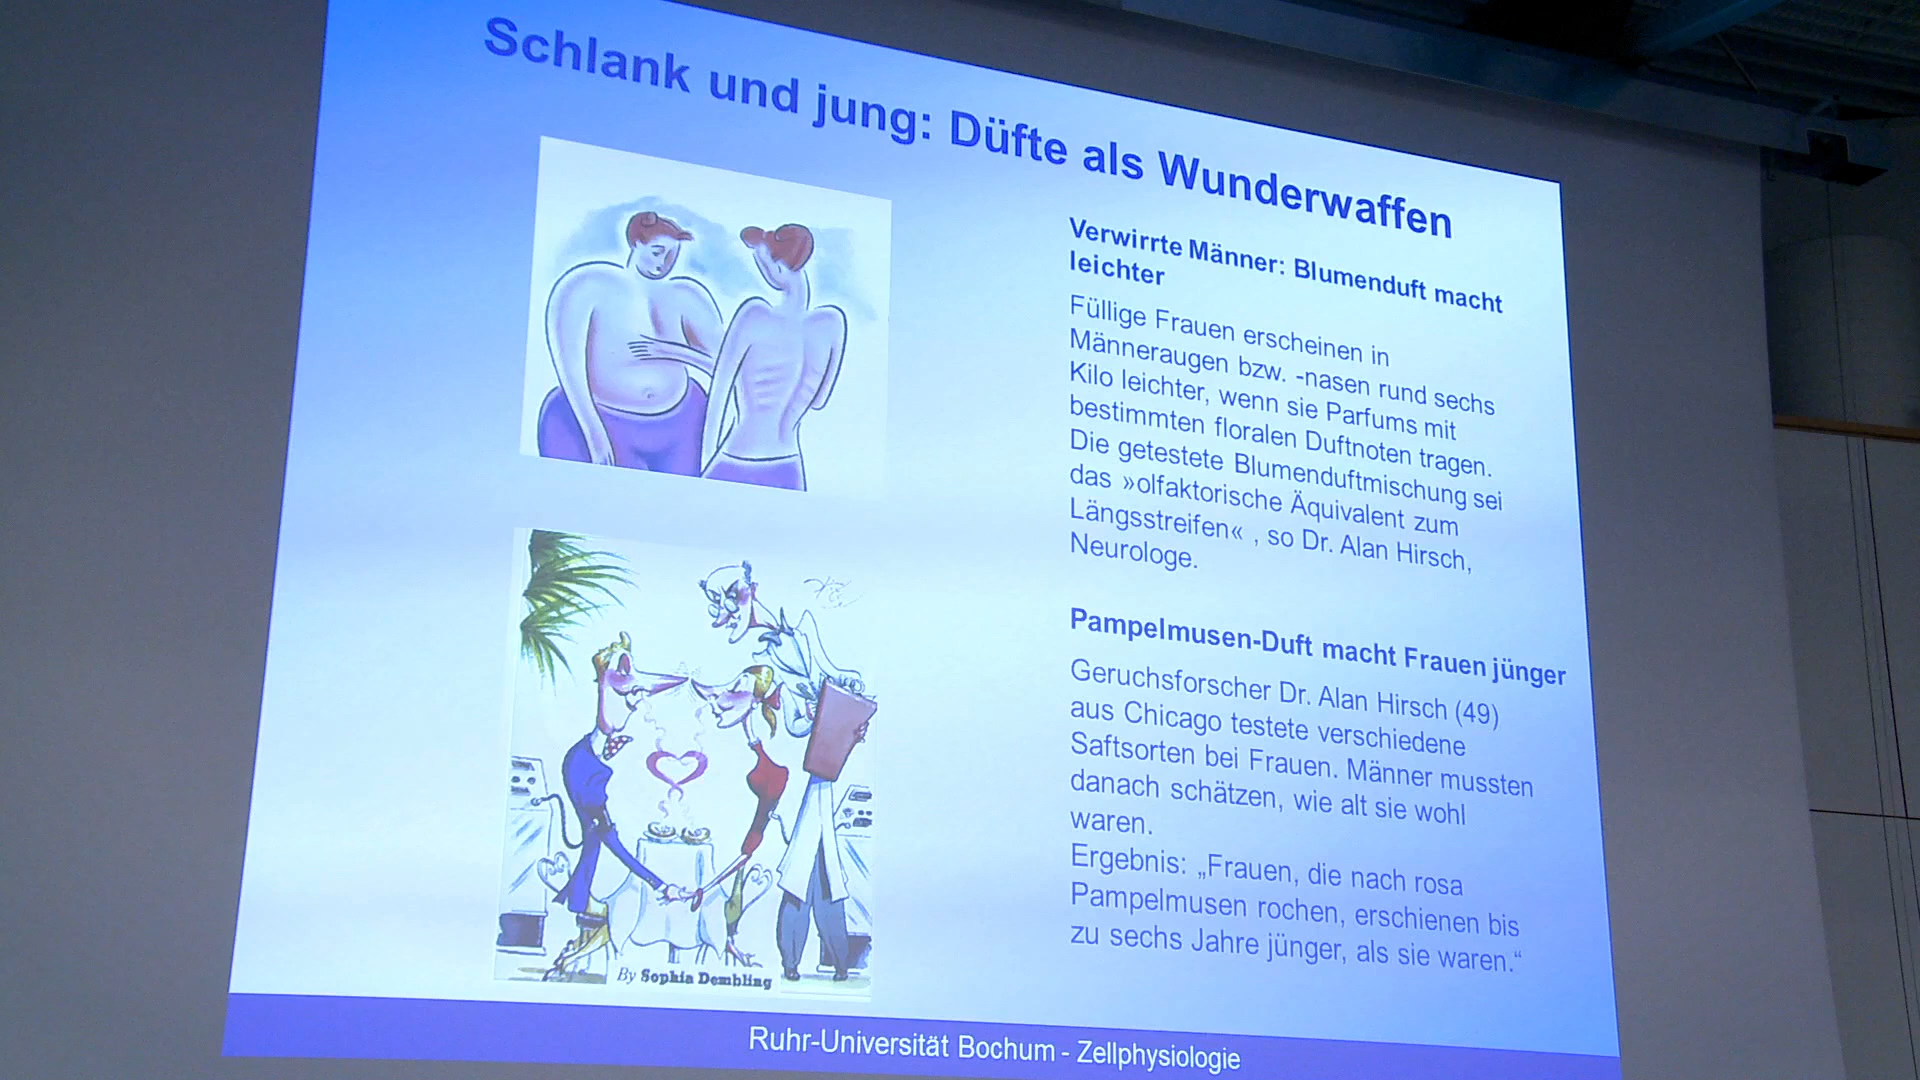 Schlank und jung: Düfte als Wunderwaffen
Verwirrte Männer: Blumenduft macht
leichter
Füllige Frauen erscheinen in
Männeraugen bzw. -nasen rund sechs
Kilo leichter, wenn sie Parfums mit
bestimmten floralen Duftnoten tragen.
Die getestete Blumenduftmischung sei
das »olfaktorische Äquivalent zum
Längsstreifen« , so Dr. Alan Hirsch,
Neurologe.
Pampelmusen-Duft macht Frauen jünger
Geruchsforscher Dr. Alan Hirsch (49)
aus Chicago testete verschiedene
Saftsorten bei Frauen. Männer mussten
danach schätzen, wie alt sie wohl
waren.
Ergebnis: „Frauen, die nach rosa
Pampelmusen rochen, erschienen bis
zu sechs Jahre jünger, als sie waren.“
By Sophia Dembling
Ruhr-Universität Bochum - Zellphysiologie